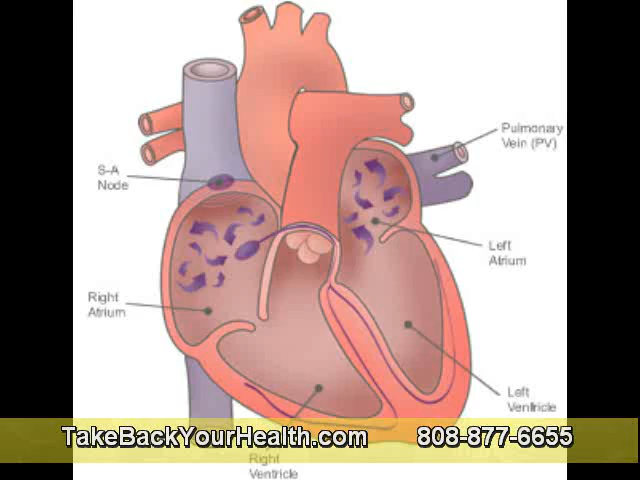 Pulmonary
Vein (PV)
S-A
Node
Left
Atrium
Right
Atrium
Left
Ventricle
TakeBackYourHealth.com 808-877-6655
Right
Ventricle